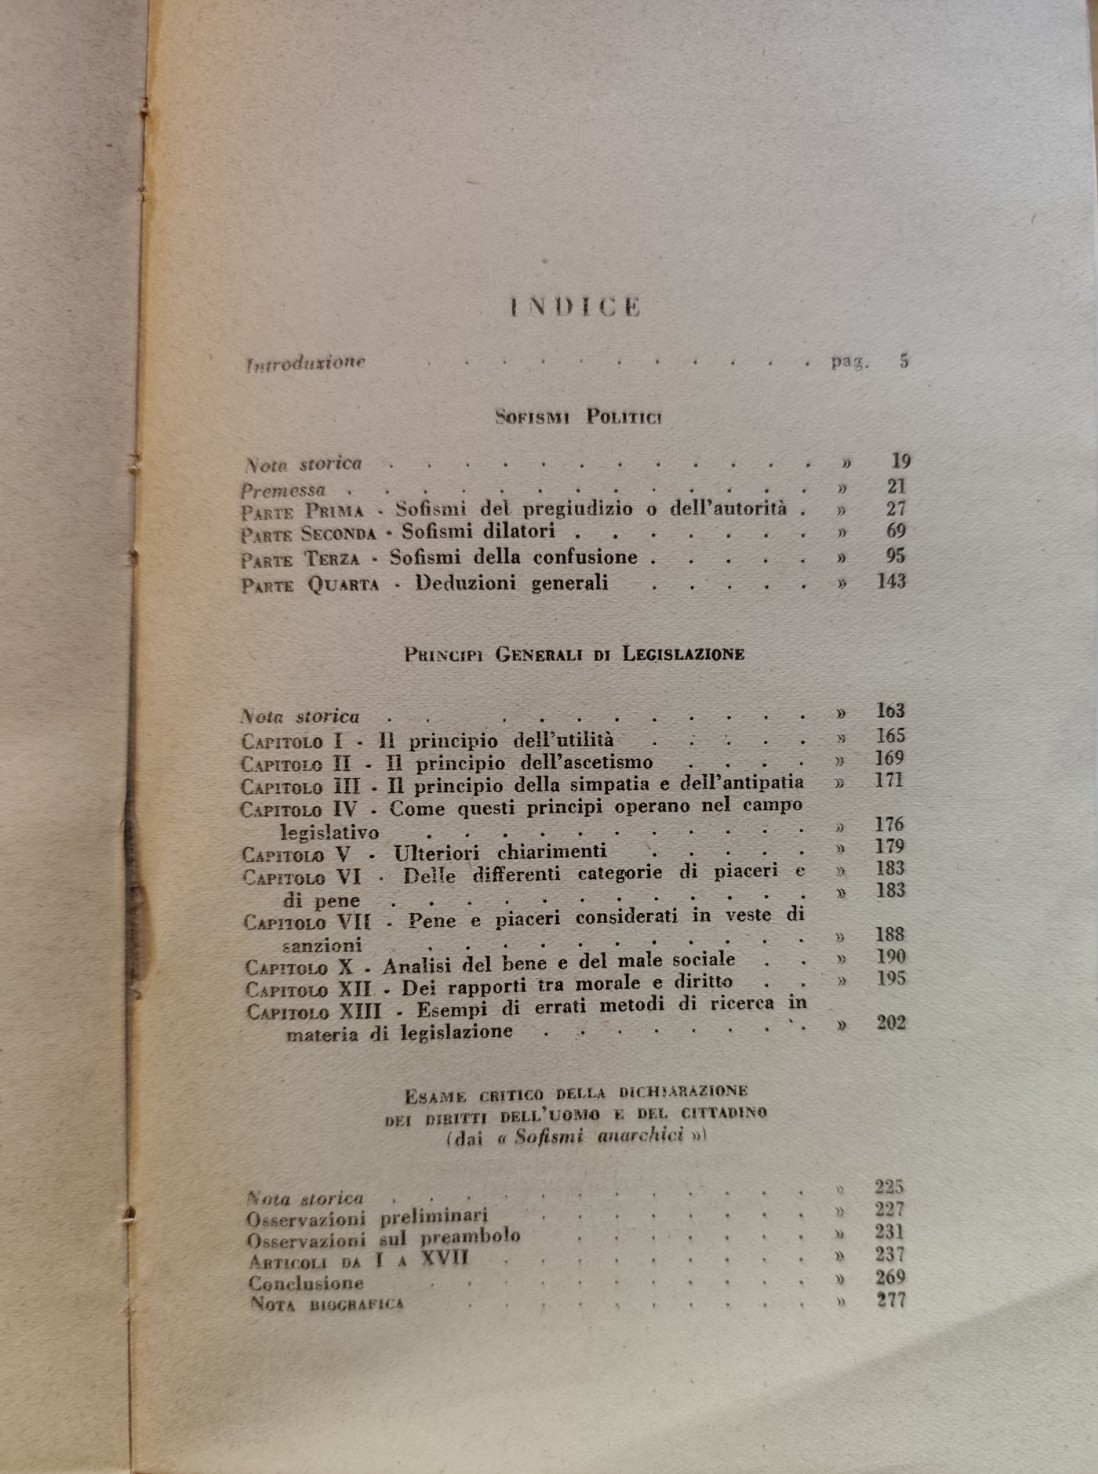 INDICE
Introduzione . . . . . . . . . . . pag. 5
Sofismi Politici
Nota storica . . . . . . . . . . . . » 19
Premessa . . . . . . . . . . . . . » 21
Parte Prima - Sofismi del pregiudizio o dell'autorità . » 27
Parte Seconda - Sofismi dilatori . . . . . . . » 69
Parte Terza - Sofismi della confusione . . . . . » 95
Parte Quarta - Deduzioni generali . . . . . » 143
Principi Generali di Legislazione
Nota storica . . . . . . . . . . . » 163
Capitolo I - Il principio dell'utilità . . . . . » 165
Capitolo II - Il principio dell'ascetismo . . . . » 169
Capitolo III - Il principio della simpatia e dell'antipatia » 171
Capitolo IV - Come questi principi operano nel campo
legislativo . . . . . . . . . . . » 176
Capitolo V - Ulteriori chiarimenti . . . . . » 179
Capitolo VI - Delle differenti categorie di piaceri e » 183
di pene . . . . . . . . . . . . » 183
Capitolo VII - Pene e piaceri considerati in veste di
sanzioni . . . . . . . . . . . » 188
Capitolo X - Analisi del bene e del male sociale . . » 190
Capitolo XII - Dei rapporti tra morale e diritto . . » 195
Capitolo XIII - Esempi di errati metodi di ricerca in
materia di legislazione . . . . . . . . » 202
Esame critico della dichiarazione
dei diritti dell'uomo e del cittadino
(dai « Sofismi anarchici »)
Nota storica . . . . . . . . . . . . » 225
Osservazioni preliminari . . . . . . . . » 227
Osservazioni sul preambolo . . . . . . . » 231
Articoli da I a XVII . . . . . . . . . » 237
Conclusione . . . . . . . . . . . » 269
Nota biografica . . . . . . . . . . » 277